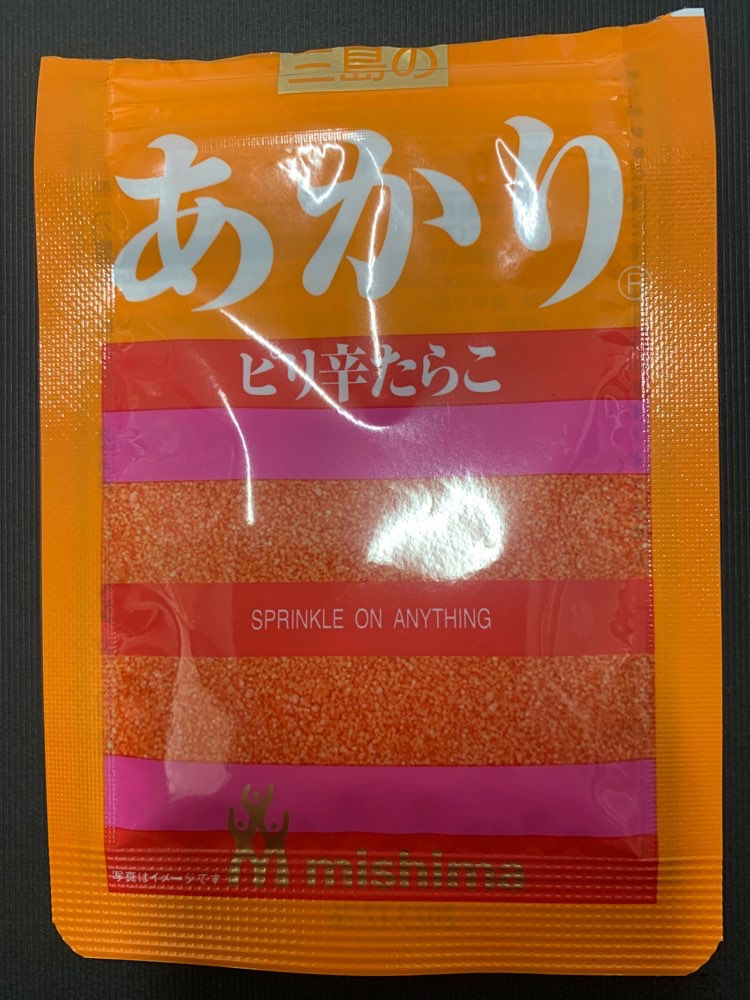 三島の
あかり®
ピリ辛たらこ
SPRINKLE ON ANYTHING
mishima
写真はイメージです